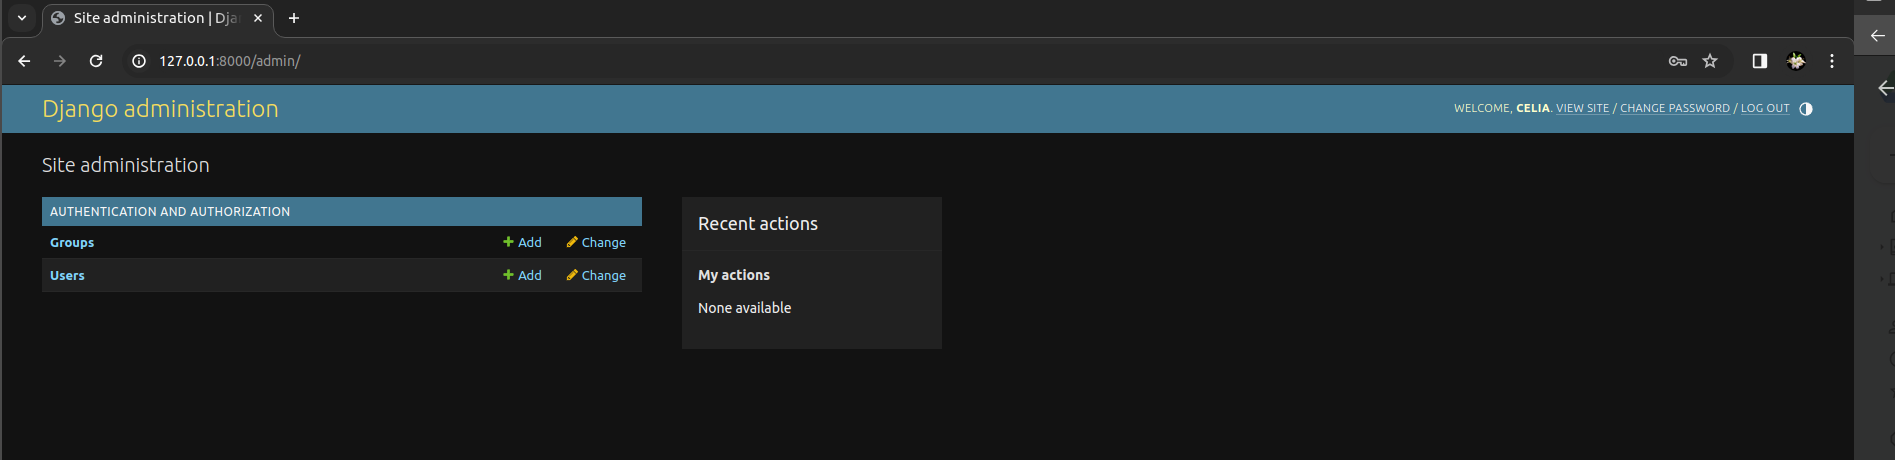 Site administration | Dja
127.0.0.1:8000/admin/
Django administration
WELCOME, CELIA. VIEW SITE / CHANGE PASSWORD / LOG OUT
Site administration
AUTHENTICATION AND AUTHORIZATION
Groups Add Change
Users Add Change
Recent actions
My actions
None available